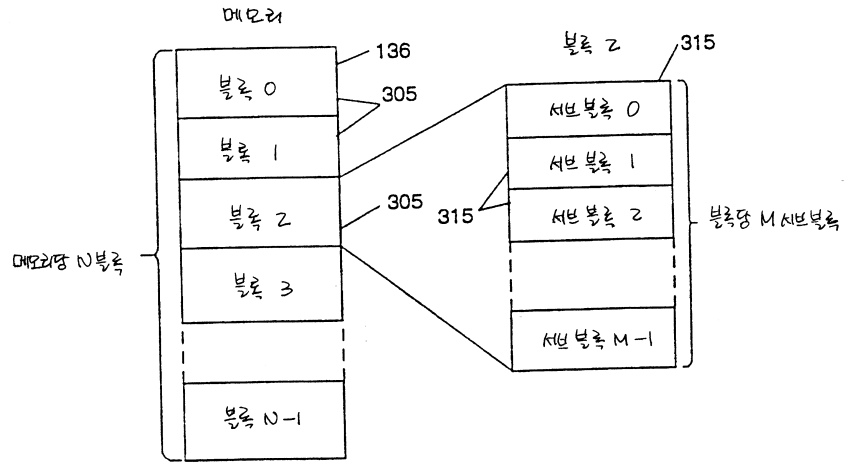 메모리
136
블록 0
305
블록 1
블록 2
305
메모리당 N블록
블록 3
블록 N-1
블록 2
315
서브 블록 0
서브 블록 1
315
서브 블록 2
블록당 M 서브블록
서브 블록 M-1